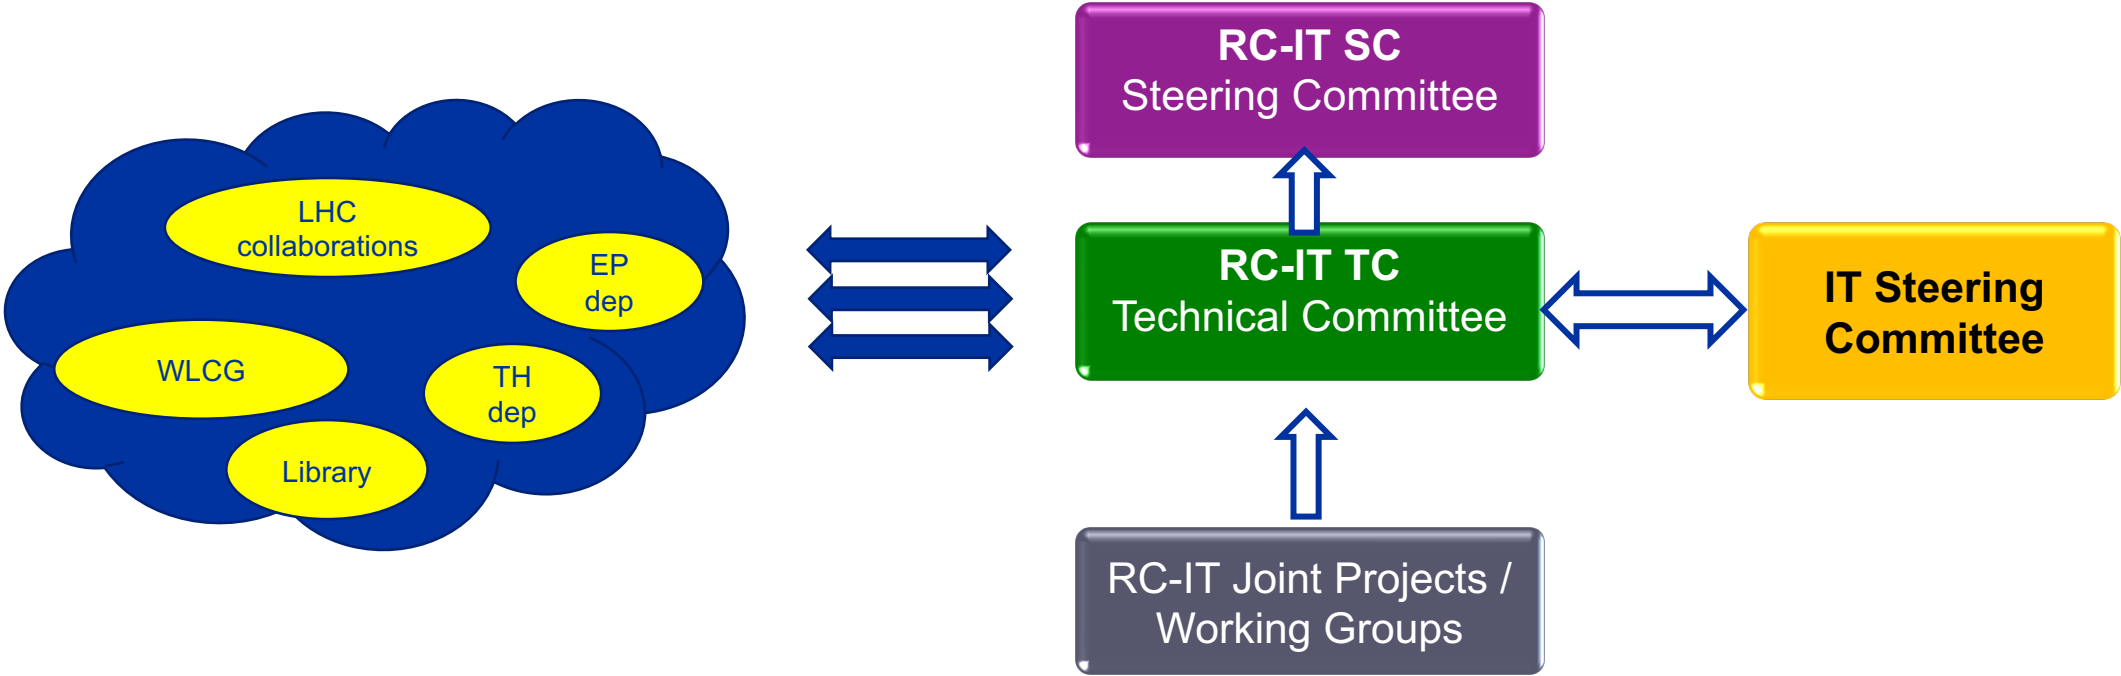 LHC
collaborations
EP
dep
WLCG
TH
dep
Library
RC-IT SC
Steering Committee
RC-IT TC
Technical Committee
IT Steering
Committee
RC-IT Joint Projects /
Working Groups